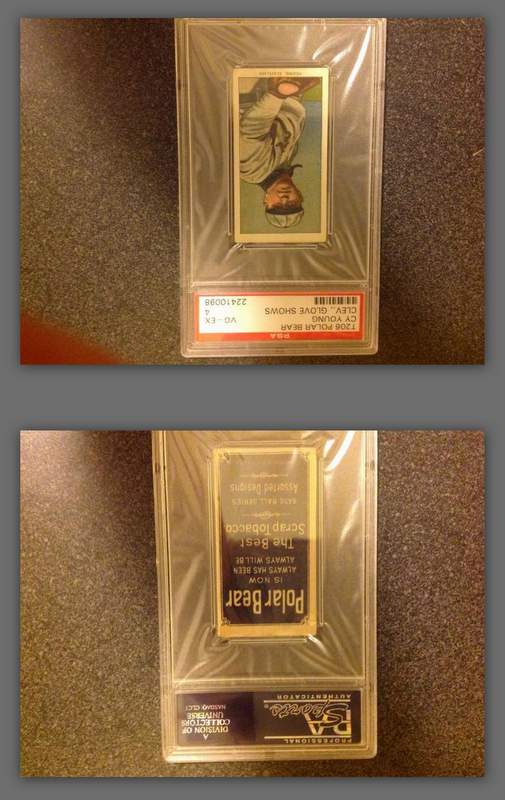 PSA
T206 POLAR BEAR
CY YOUNG VG-EX
CLEV., GLOVE SHOWS 4
22410098
YOUNG, CLEVELAND
PROFESSIONAL
PSA
Sports
AUTHENTICATOR
A
DIVISION OF
COLLECTORS
UNIVERSE
NASDAQ: CLCT
Polar Bear
IS NOW
ALWAYS HAS BEEN
ALWAYS WILL BE
The Best
Scrap Tobacco
BASE BALL SERIES
Assorted Designs